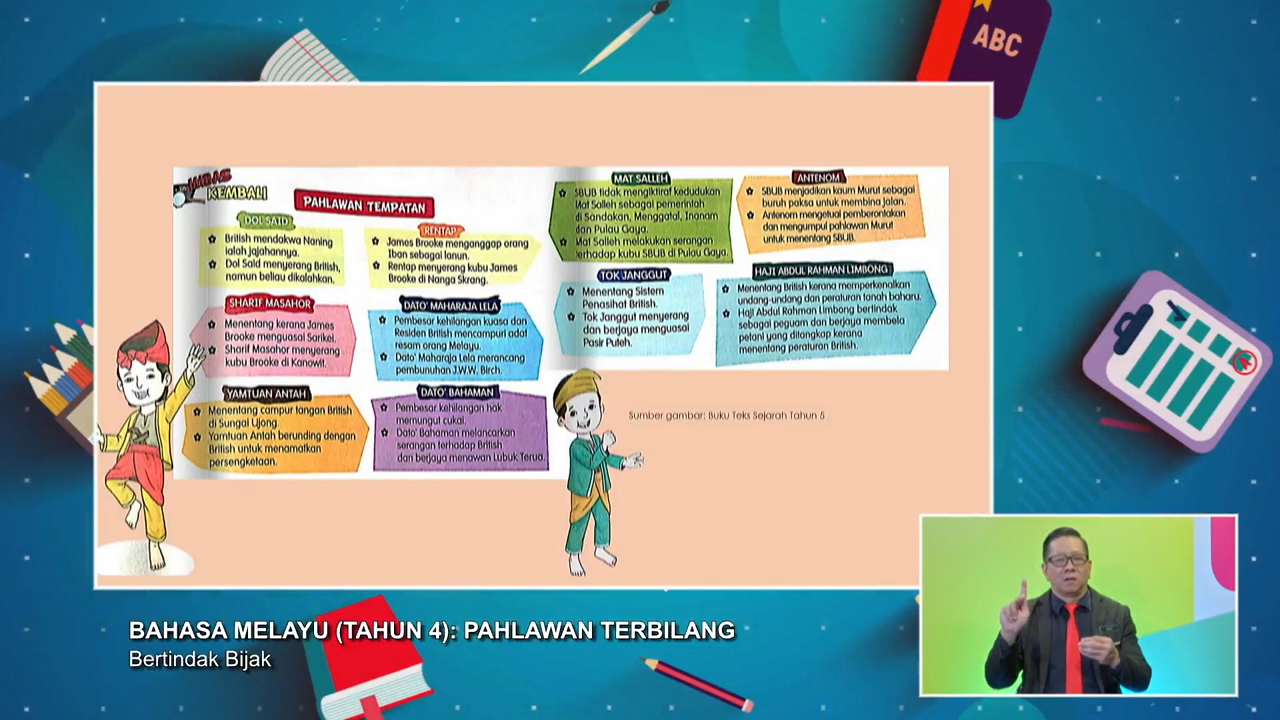 ABC
IMBAS
KEMBALI
PAHLAWAN TEMPATAN
DOL SAID
British mendakwa Naning
ialah jajahannya.
Dol Said menyerang British,
namun beliau dikalahkan.
RENTAP
James Brooke menganggap orang
Iban sebagai lanun.
Rentap menyerang kubu James
Brooke di Nanga Skrang.
SHARIF MASAHOR
Menentang kerana James
Brooke menguasai Sarikei.
Sharif Masahor menyerang
kubu Brooke di Kanowit.
DATO' MAHARAJA LELA
Pembesar kehilangan kuasa dan
Residen British mencampuri adat
resam orang Melayu.
Dato' Maharaja Lela merancang
pembunuhan J.W.W. Birch.
YAMTUAN ANTAH
Menentang campur tangan British
di Sungai Ujong.
Yamtuan Antah berunding dengan
British untuk menamatkan
persengketaan.
DATO' BAHAMAN
Pembesar kehilangan hak
memungut cukai.
Dato' Bahaman melancarkan
serangan terhadap British
dan berjaya menawan Lubuk Terua.
MAT SALLEH
SBUB tidak mengiktiraf kedudukan
Mat Salleh sebagai pemerintah
di Sandakan, Menggatal, Inanam
dan Pulau Gaya.
Mat Salleh melakukan serangan
terhadap kubu SBUB di Pulau Gaya.
ANTENOM
SBUB menjadikan kaum Murut sebagai
buruh paksa untuk membina jalan.
Antenom mengetuai pemberontakan
dan mengumpul pahlawan Murut
untuk menentang SBUB.
TOK JANGGUT
Menentang Sistem
Penasihat British.
Tok Janggut menyerang
dan berjaya menguasai
Pasir Puteh.
HAJI ABDUL RAHMAN LIMBONG
Menentang British kerana memperkenalkan
undang-undang dan peraturan tanah baharu.
Haji Abdul Rahman Limbong bertindak
sebagai peguam dan berjaya membela
petani yang ditangkap kerana
menentang peraturan British.
Sumber gambar: Buku Teks Sejarah Tahun 5
BAHASA MELAYU (TAHUN 4): PAHLAWAN TERBILANG
Bertindak Bijak